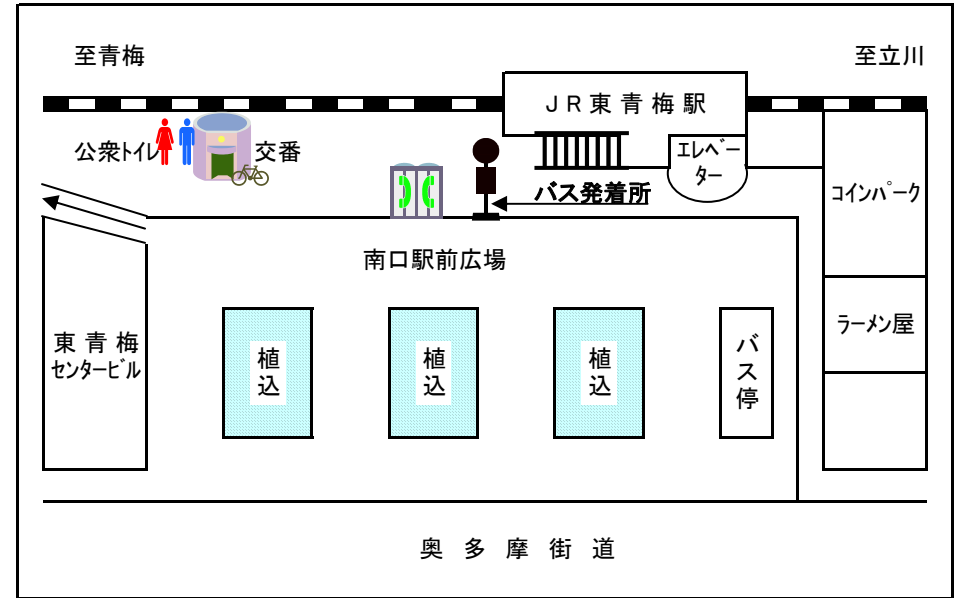 至青梅
至立川
JR東青梅駅
公衆トイレ
交番
エレベー
ター
バス発着所
コインパーク
南口駅前広場
ラーメン屋
東青梅
センタービル
植
込
植
込
植
込
バ
ス
停
奥多摩街道